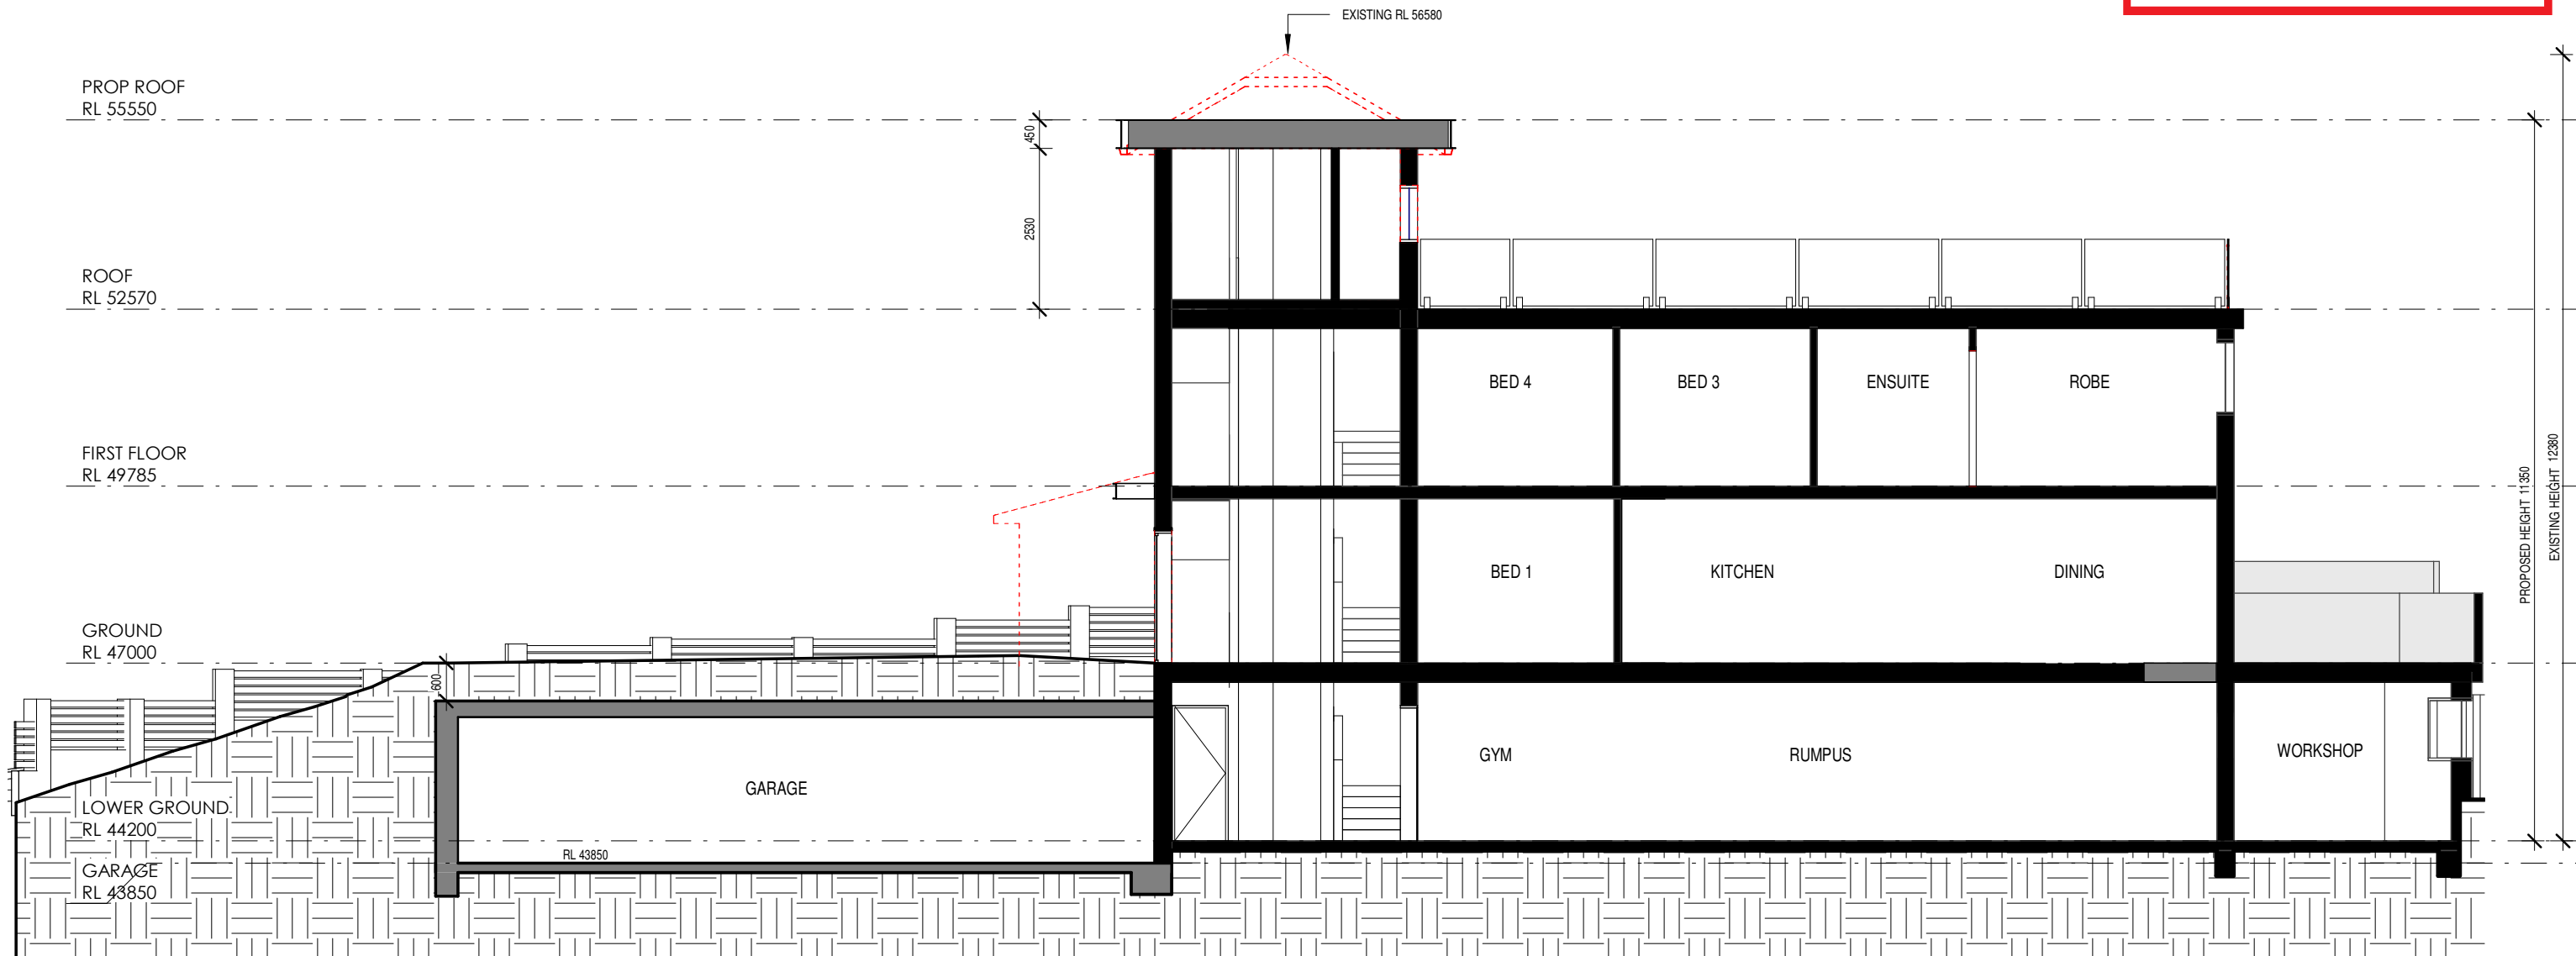 EXISTING RL 56580
PROP ROOF
RL 55550
450
2530
ROOF
RL 52570
BED 4
BED 3
ENSUITE
ROBE
FIRST FLOOR
RL 49785
PROPOSED HEIGHT 11350
EXISTING HEIGHT 12380
BED 1
KITCHEN
DINING
GROUND
RL 47000
600
GYM
RUMPUS
WORKSHOP
GARAGE
LOWER GROUND
RL 44200
RL 43850
GARAGE
RL 43850